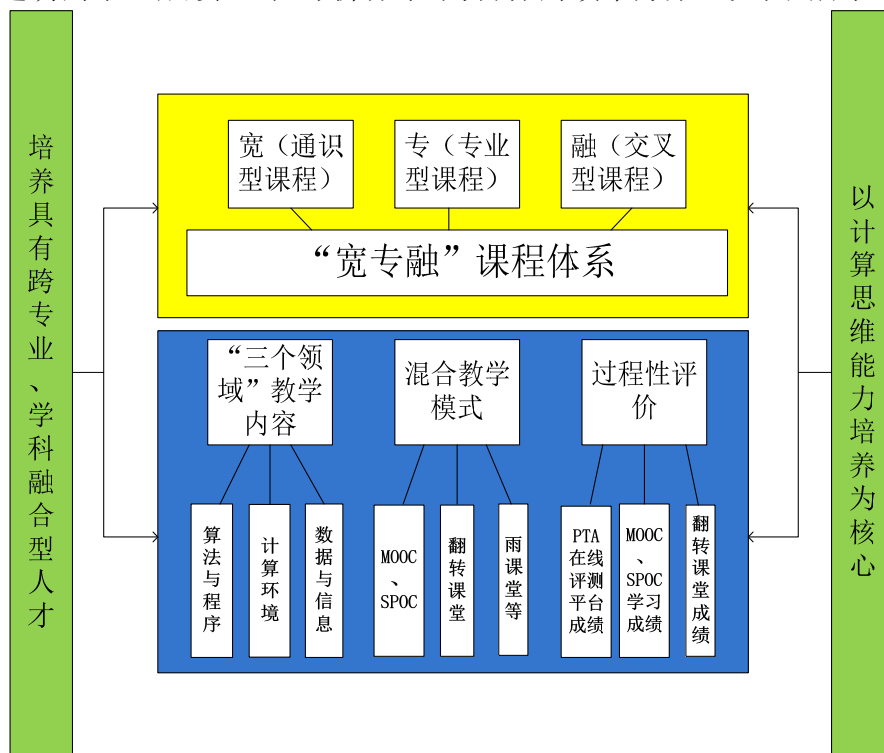 培
养
具
有
跨
专
业
、
学
科
融
合
型
人
才
宽（通识
型课程）
专（专业
型课程）
融（交叉
型课程）
“宽专融”课程体系
“三个领
域”教学
内容
混合教学
模式
过程性评
价
算
法
与
程
序
计
算
环
境
数
据
与
信
息
MOOC
、
SPOC
翻
转
课
堂
雨
课
堂
等
PTA
在线
评测
平台
成绩
MOOC
、
SPOC
学习
成绩
翻
转
课
堂
成
绩
以
计
算
思
维
能
力
培
养
为
核
心